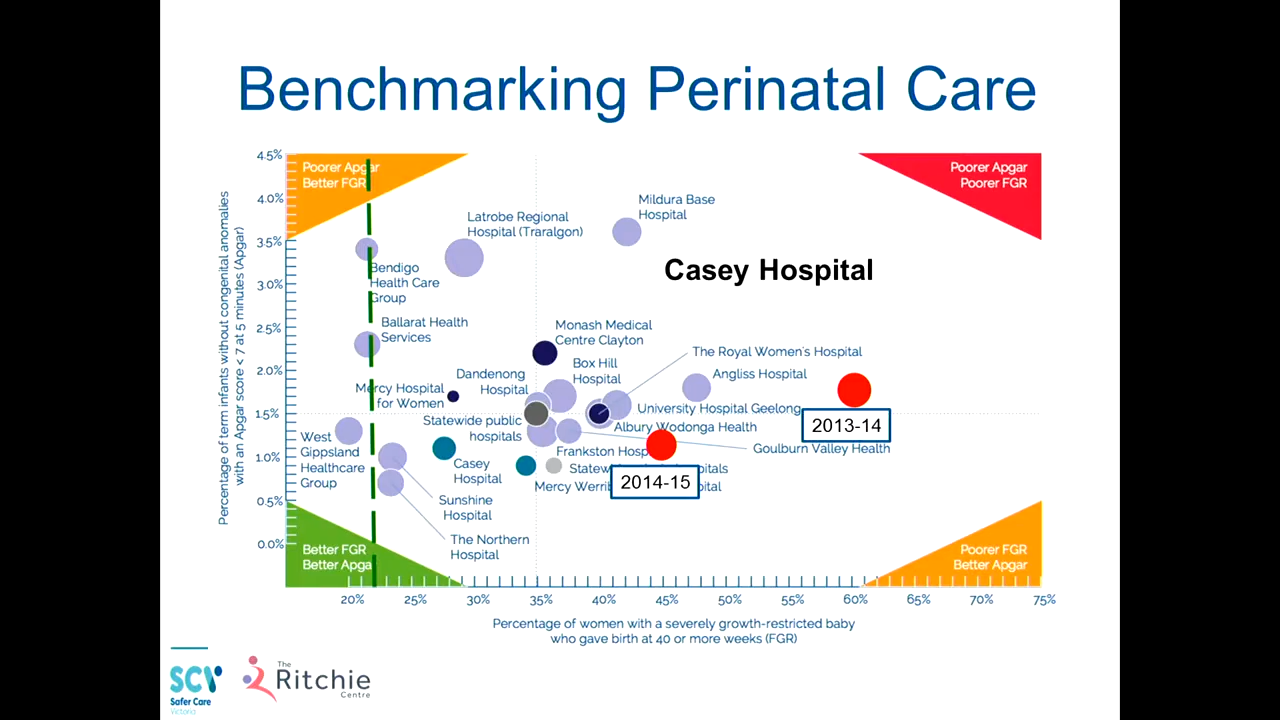 Benchmarking Perinatal Care
4.5%
4.0%
3.5%
3.0%
2.5%
2.0%
1.5%
1.0%
0.5%
0.0%
Percentage of term infants without congenital anomalies
with an Apgar score < 7 at 5 minutes (Apgar)
Poorer Apgar
Better FGR
Poorer Apgar
Poorer FGR
Mildura Base
Hospital
Latrobe Regional
Hospital (Traralgon)
Casey Hospital
Bendigo
Health Care
Group
Ballarat Health
Services
Monash Medical
Centre Clayton
The Royal Women's Hospital
Box Hill
Hospital
Dandenong
Hospital
Angliss Hospital
Mercy Hospital
for Women
University Hospital Geelong
2013-14
Statewide public
hospitals
Albury Wodonga Health
West
Gippsland
Healthcare
Group
Goulburn Valley Health
Frankston Hosp
Casey
Hospital
Statew
pitals
2014-15
Mercy Werrib
pital
Sunshine
Hospital
The Northern
Hospital
Better FGR
Better Apga
Poorer FGR
Better Apgar
20% 25% 30% 35% 40% 45% 50% 55% 60% 65% 70% 75%
Percentage of women with a severely growth-restricted baby
who gave birth at 40 or more weeks (FGR)
SCV
Safer Care
Victoria
The
Ritchie
Centre